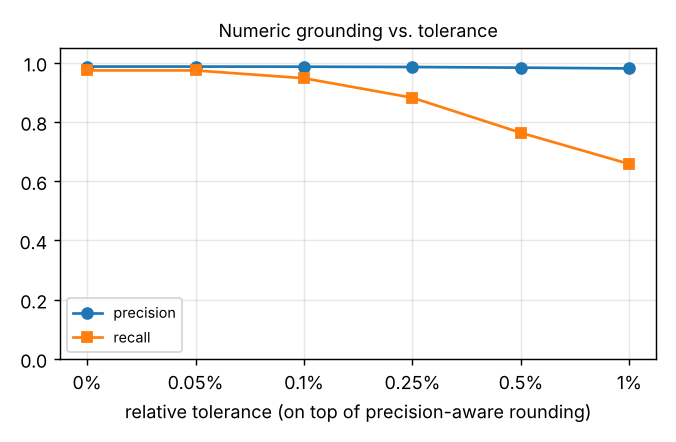 Numeric grounding vs. tolerance
1.0
0.8
0.6
0.4
0.2
0.0
precision
recall
0% 0.05% 0.1% 0.25% 0.5% 1%
relative tolerance (on top of precision-aware rounding)